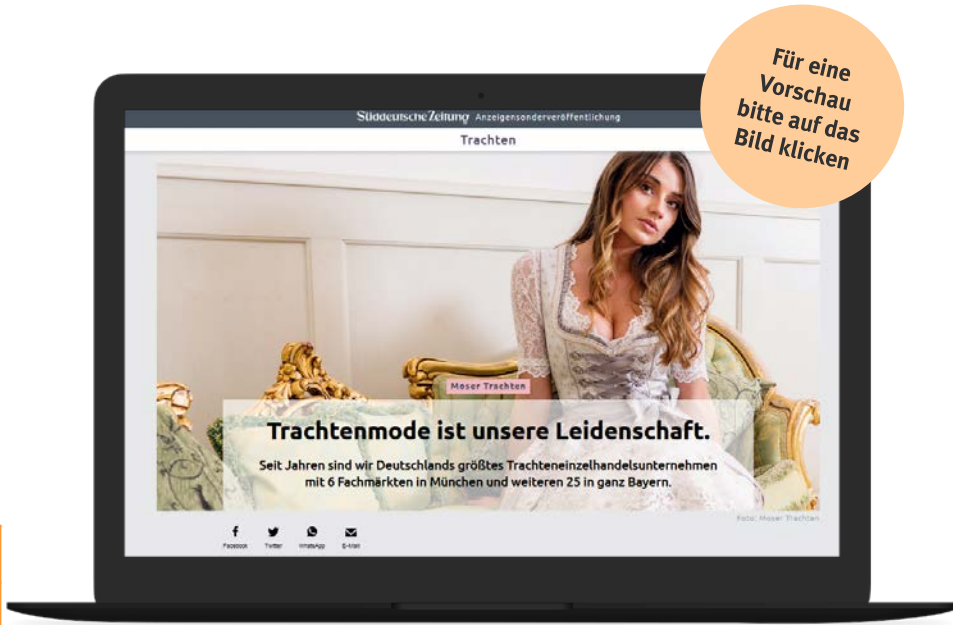 Für eine
Vorschau
bitte auf das
Bild klicken
Süddeutsche Zeitung Anzeigensonderveröffentlichung
Trachten
Moser Trachten
Trachtenmode ist unsere Leidenschaft.
Seit Jahren sind wir Deutschlands größtes Trachteneinzelhandelsunternehmen
mit 6 Fachmärkten in München und weiteren 25 in ganz Bayern.
Foto: Moser Trachten
Facebook Twitter WhatsApp E-Mail